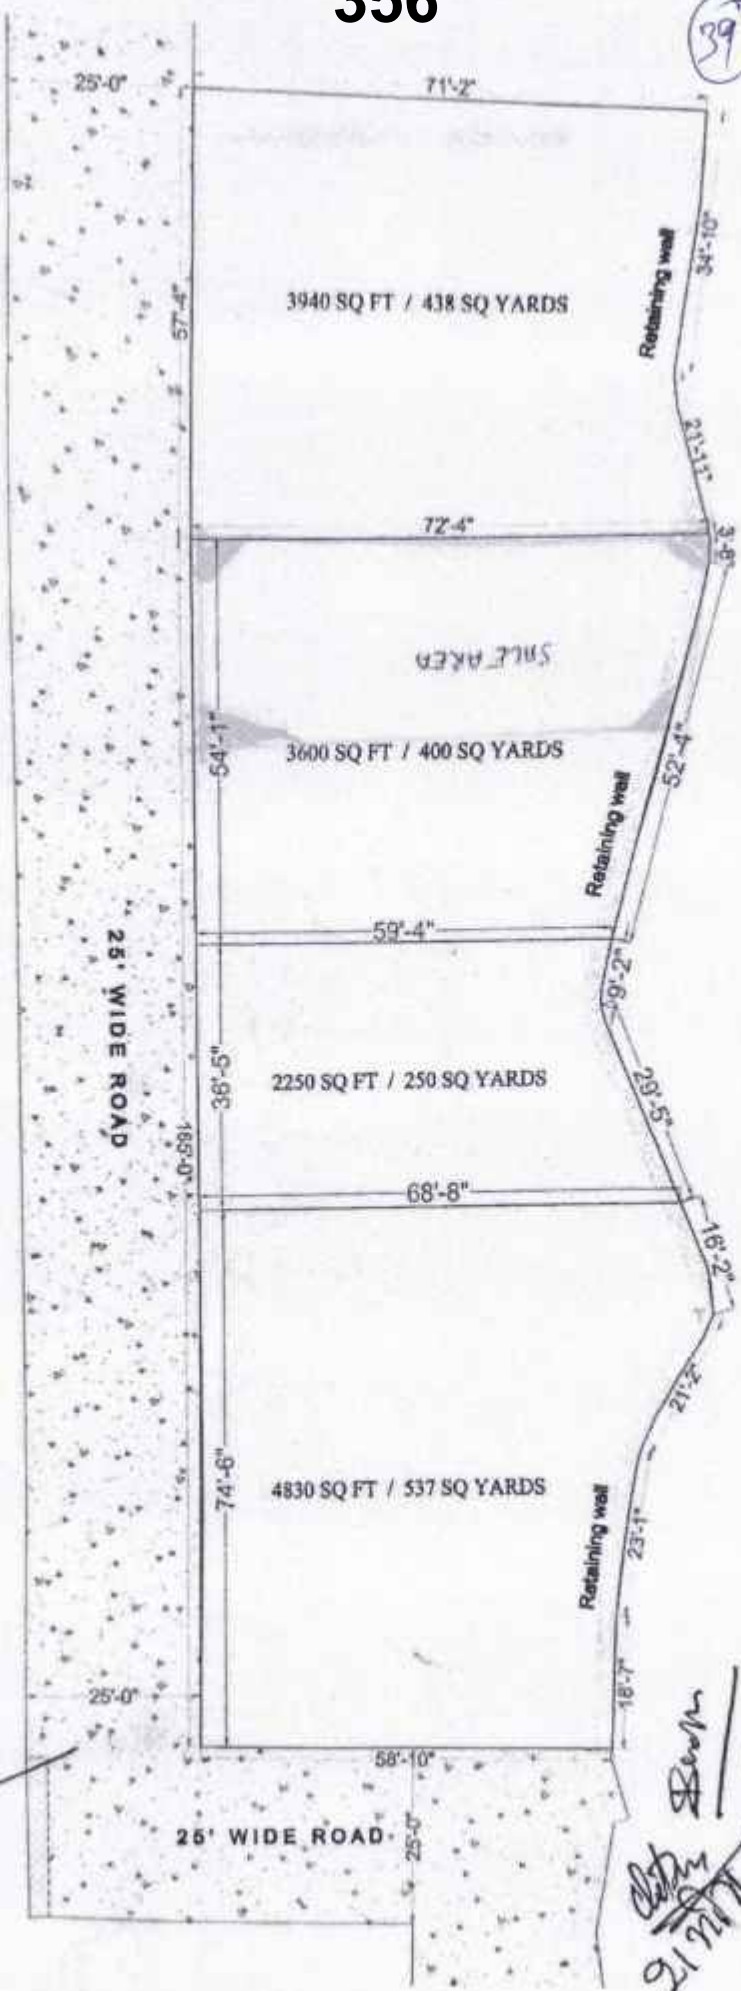 356
39
25'-0"
71'-2"
57'-4"
3940 SQ FT / 438 SQ YARDS
Retaining wall
34'-10"
21'-11"
72'-4"
3'-8"
SALE AREA
54'-1"
3600 SQ FT / 400 SQ YARDS
52'-4"
Retaining wall
59'-4"
9'-2"
25' WIDE ROAD
36'-5"
2250 SQ FT / 250 SQ YARDS
29'-5"
165'-0"
68'-8"
16'-2"
21'-2"
74'-6"
4830 SQ FT / 537 SQ YARDS
Retaining wall
23'-1"
18'-7"
25'-0"
58'-10"
25' WIDE ROAD
25'-0"